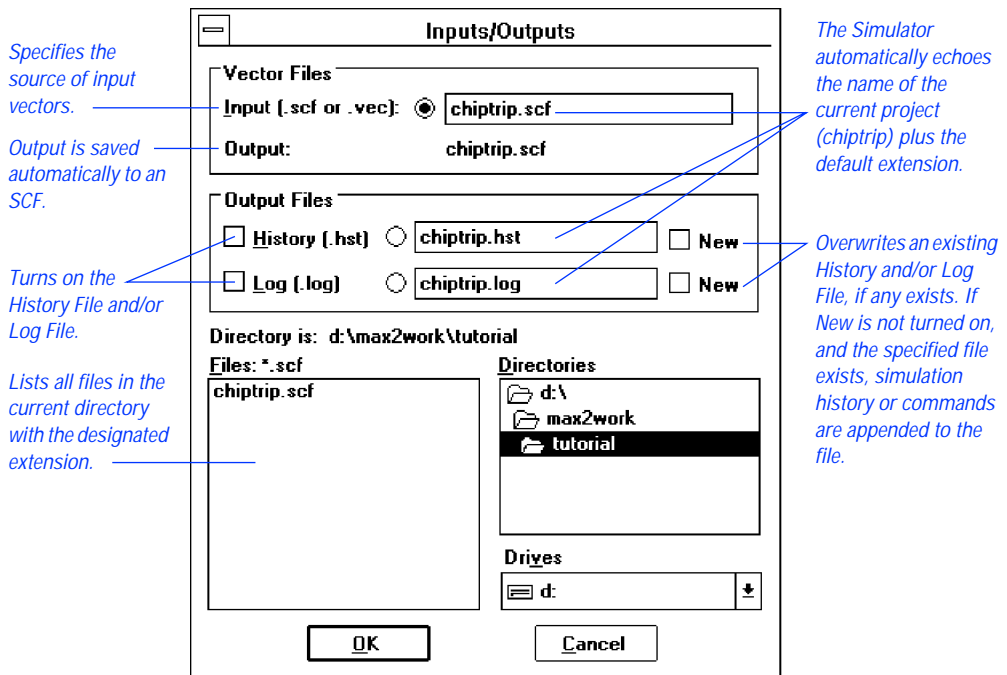 Inputs/Outputs
Specifies the
source of input
vectors.
Output is saved
automatically to an
SCF.
Turns on the
History File and/or
Log File.
Lists all files in the
current directory
with the designated
extension.
Vector Files
Input (.scf or .vec): chiptrip.scf
Output: chiptrip.scf
Output Files
History (.hst) chiptrip.hst New
Log (.log) chiptrip.log New
Directory is: d:\max2work\tutorial
Files: *.scf
chiptrip.scf
Directories
d:\
max2work
tutorial
Drives
d:
OK Cancel
The Simulator
automatically echoes
the name of the
current project
(chiptrip) plus the
default extension.
Overwrites an existing
History and/or Log
File, if any exists. If
New is not turned on,
and the specified file
exists, simulation
history or commands
are appended to the
file.